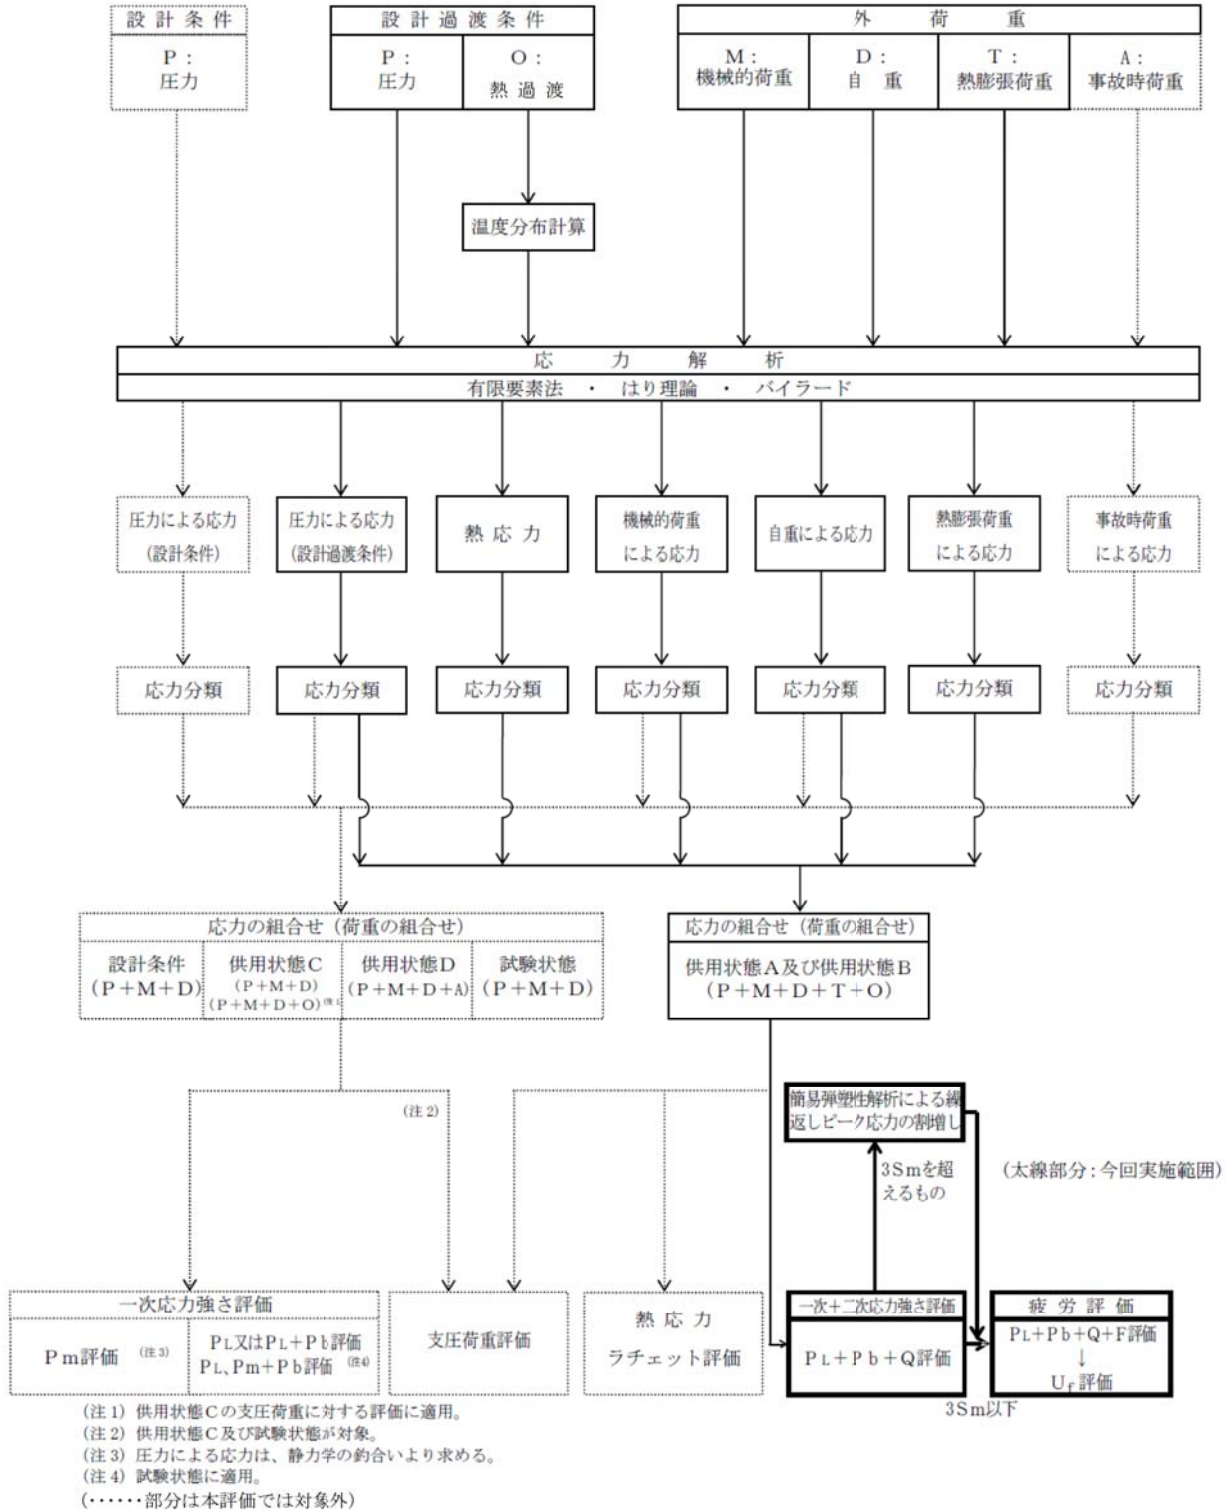 設計条件
設計過渡条件
外荷重
P：
圧力
P：
圧力
O：
熱過渡
M：
機械的荷重
D：
自重
T：
熱膨張荷重
A：
事故時荷重
温度分布計算
応力解析
有限要素法 ・ はり理論 ・ バイラード
圧力による応力
(設計条件)
圧力による応力
(設計過渡条件)
熱応力
機械的荷重
による応力
自重による応力
熱膨張荷重
による応力
事故時荷重
による応力
応力分類
応力分類
応力分類
応力分類
応力分類
応力分類
応力分類
応力の組合せ（荷重の組合せ）
設計条件
(P+M+D)
供用状態C
(P+M+D)
(P+M+D+O)(注1
供用状態D
(P+M+D+A)
試験状態
(P+M+D)
応力の組合せ（荷重の組合せ）
供用状態A及び供用状態B
(P+M+D+T+O)
(注2)
簡易弾塑性解析による繰
返しピーク応力の割増し
3Smを超
えるもの
(太線部分：今回実施範囲)
一次応力強さ評価
Pm評価 (注3)
PL又はPL+Pb評価
PL、Pm+Pb評価 (注4)
支圧荷重評価
熱応力
ラチェット評価
一次+二次応力強さ評価
PL+Pb+Q評価
疲労評価
PL+Pb+Q+F評価
↓
Uf評価
3Sm以下
(注1) 供用状態Cの支圧荷重に対する評価に適用。
(注2) 供用状態C及び試験状態が対象。
(注3) 圧力による応力は、静力学の釣合いより求める。
(注4) 試験状態に適用。
(‥‥‥部分は本評価では対象外)